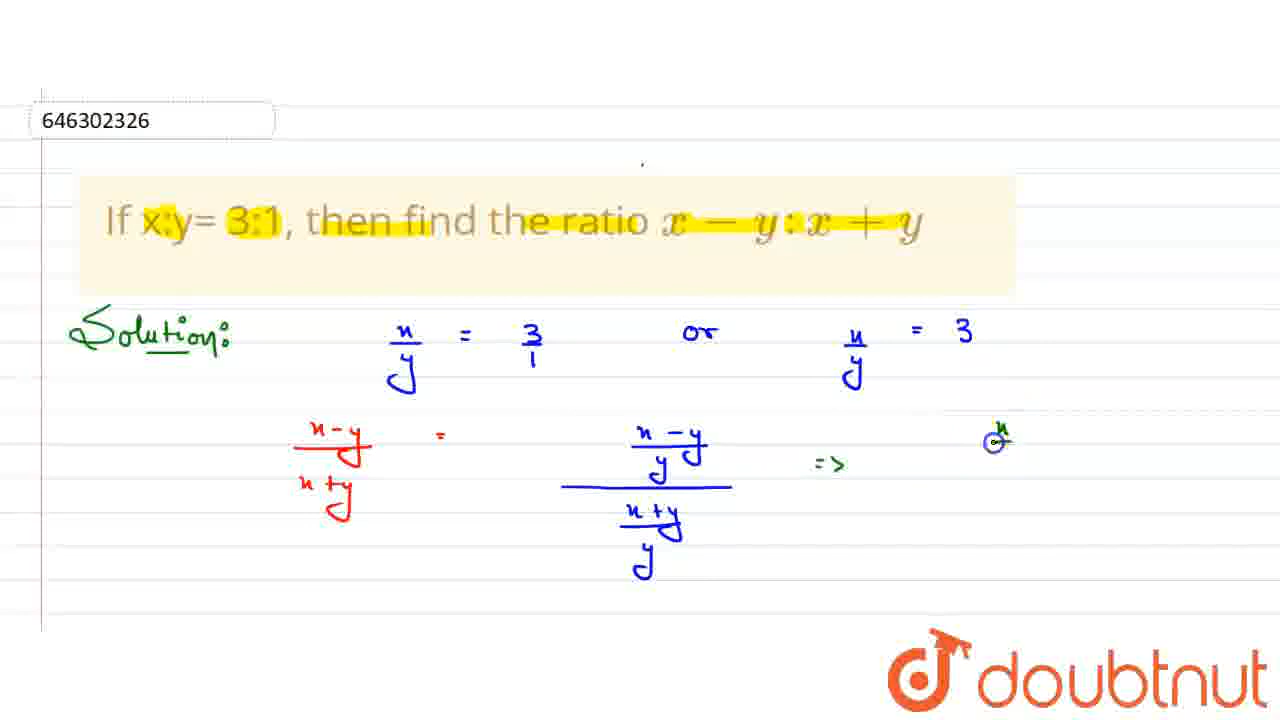 646302326
If x:y= 3:1, then find the ratio x − y : x + y
Solution: x/y = 3/1 or x/y = 3
(x-y)/(x+y) = ((x-y)/y)/((x+y)/y) => x
doubtnut